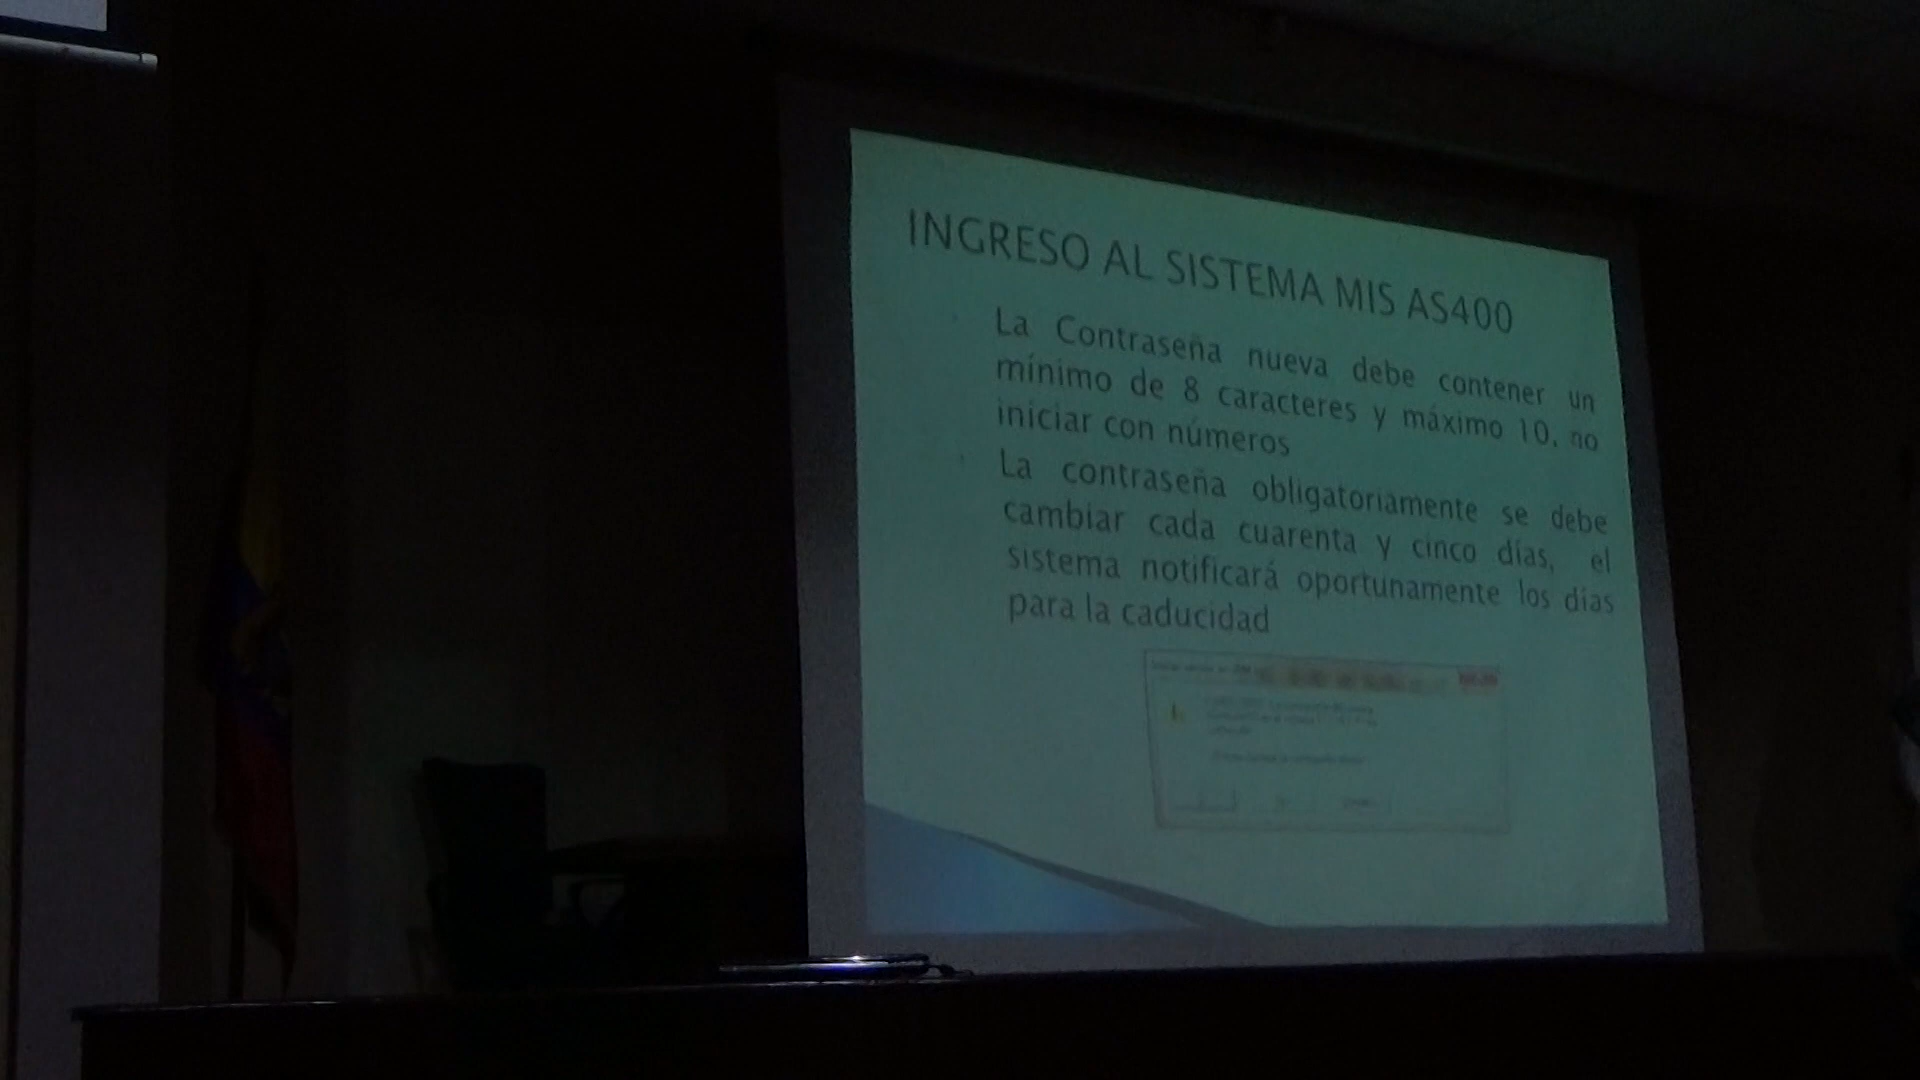 INGRESO AL SISTEMA MIS AS400
La Contraseña nueva debe contener un
mínimo de 8 caracteres y máximo 10, no
iniciar con números
La contraseña obligatoriamente se debe
cambiar cada cuarenta y cinco días, el
sistema notificará oportunamente los días
para la caducidad